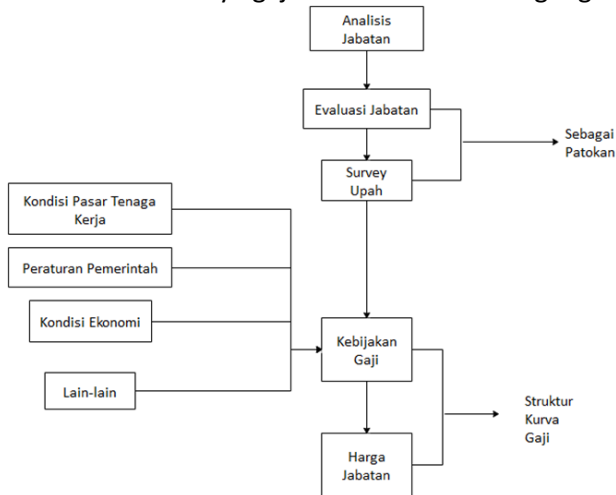 Analisis
Jabatan
Evaluasi Jabatan
Sebagai
Patokan
Survey
Upah
Kondisi Pasar Tenaga
Kerja
Peraturan Pemerintah
Kondisi Ekonomi
Kebijakan
Gaji
Lain-lain
Struktur
Kurva
Gaji
Harga
Jabatan